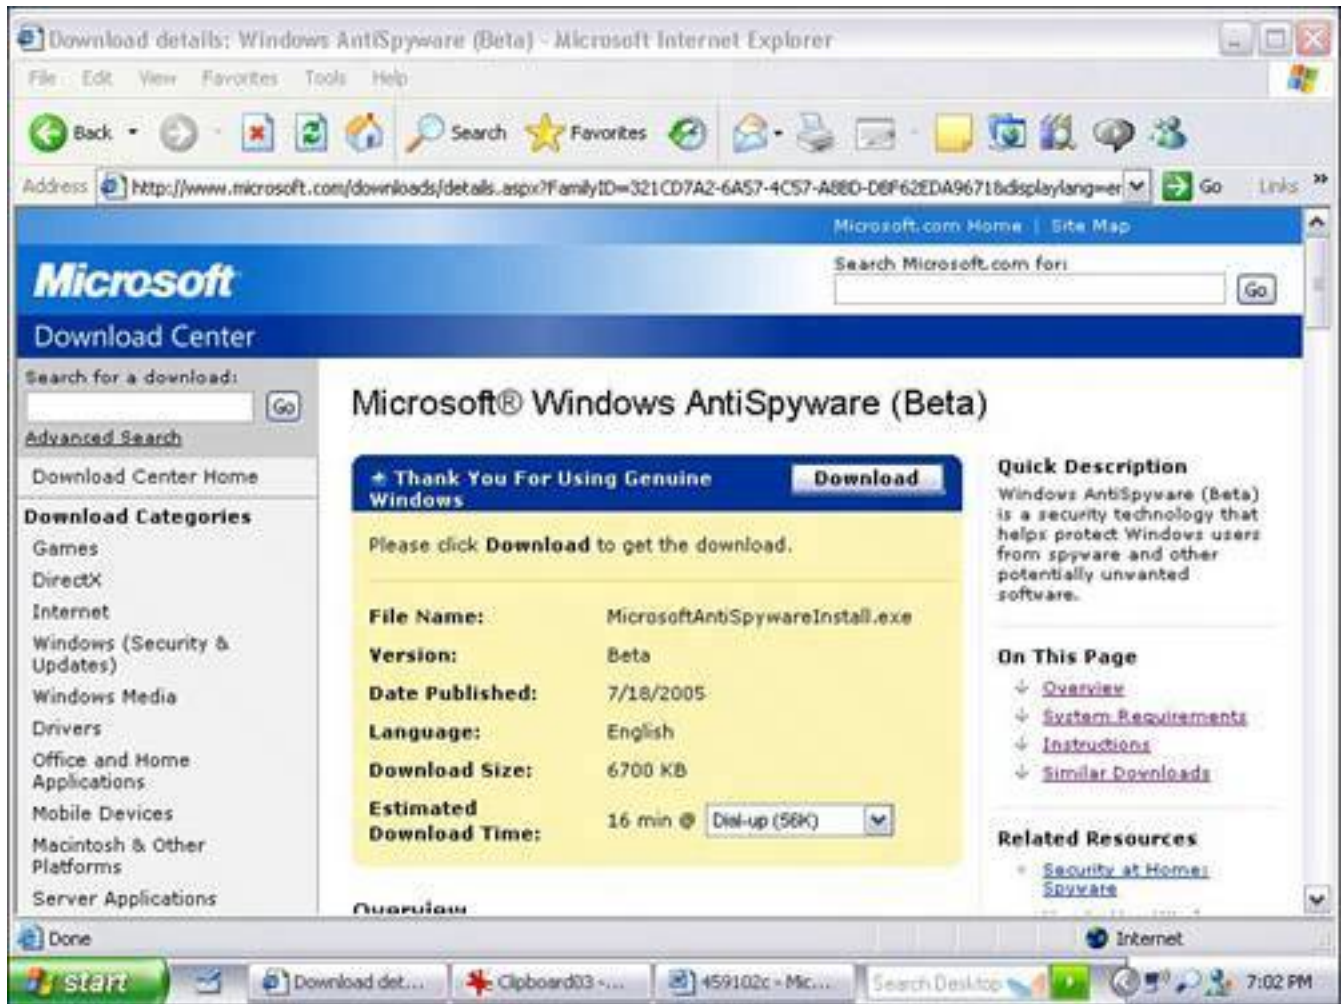 Download details: Windows AntiSpyware (Beta) - Microsoft Internet Explorer
File Edit View Favorites Tools Help
Back Search Favorites
Address http://www.microsoft.com/downloads/details.aspx?FamilyID=321CD7A2-6A57-4C57-A8BD-DBF62EDA9671&displaylang=en Go Links »
Microsoft.com Home | Site Map
Microsoft
Search Microsoft.com for:
Go
Download Center
Search for a download:
Go
Advanced Search
Download Center Home
Download Categories
Games
DirectX
Internet
Windows (Security &
Updates)
Windows Media
Drivers
Office and Home
Applications
Mobile Devices
Macintosh & Other
Platforms
Server Applications
Microsoft® Windows AntiSpyware (Beta)
Thank You For Using Genuine
Windows
Download
Please click Download to get the download.
File Name: MicrosoftAntiSpywareInstall.exe
Version: Beta
Date Published: 7/18/2005
Language: English
Download Size: 6700 KB
Estimated
Download Time: 16 min @ Dial-up (56K)
Overview
Quick Description
Windows AntiSpyware (Beta)
is a security technology that
helps protect Windows users
from spyware and other
potentially unwanted
software.
On This Page
Overview
System Requirements
Instructions
Similar Downloads
Related Resources
Security at Home:
Spyware
Done
Internet
start
Download det...
Clipboard03 -...
459102c - Mic...
Search Desktop
7:02 PM